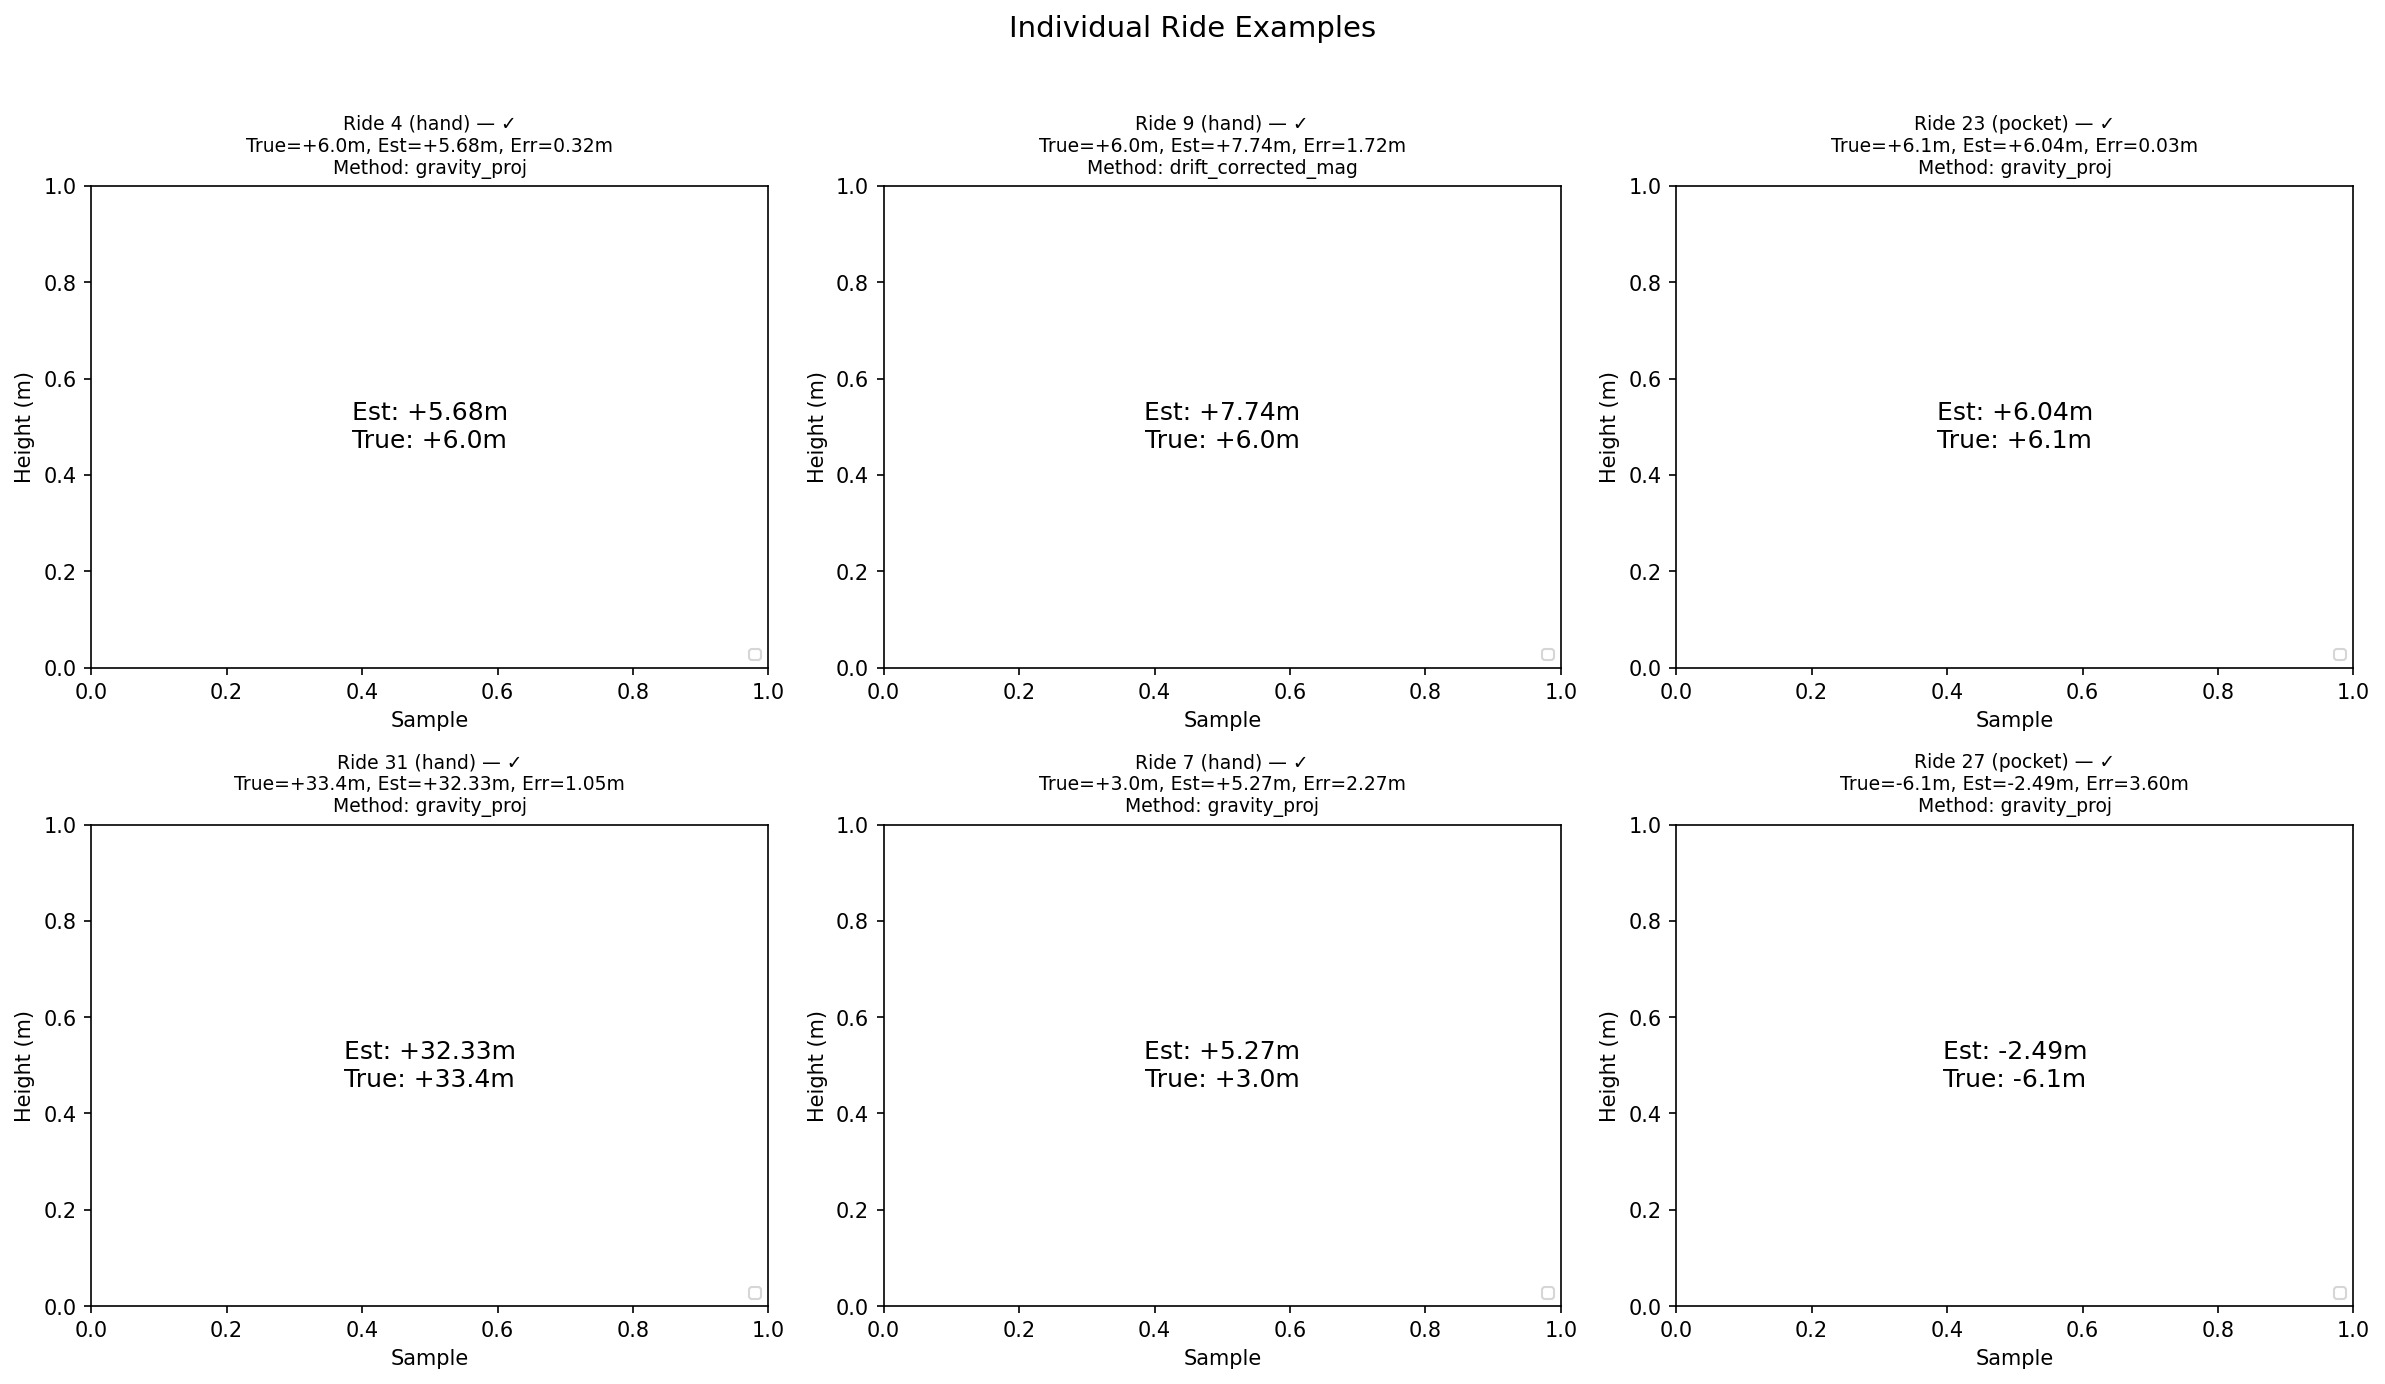 Individual Ride Examples
Ride 4 (hand) — ✓
True=+6.0m, Est=+5.68m, Err=0.32m
Method: gravity_proj
1.0
0.8
0.6
0.4
0.2
0.0
Height (m)
Est: +5.68m
True: +6.0m
0.0 0.2 0.4 0.6 0.8 1.0
Sample
Ride 9 (hand) — ✓
True=+6.0m, Est=+7.74m, Err=1.72m
Method: drift_corrected_mag
1.0
0.8
0.6
0.4
0.2
0.0
Height (m)
Est: +7.74m
True: +6.0m
0.0 0.2 0.4 0.6 0.8 1.0
Sample
Ride 23 (pocket) — ✓
True=+6.1m, Est=+6.04m, Err=0.03m
Method: gravity_proj
1.0
0.8
0.6
0.4
0.2
0.0
Height (m)
Est: +6.04m
True: +6.1m
0.0 0.2 0.4 0.6 0.8 1.0
Sample
Ride 31 (hand) — ✓
True=+33.4m, Est=+32.33m, Err=1.05m
Method: gravity_proj
1.0
0.8
0.6
0.4
0.2
0.0
Height (m)
Est: +32.33m
True: +33.4m
0.0 0.2 0.4 0.6 0.8 1.0
Sample
Ride 7 (hand) — ✓
True=+3.0m, Est=+5.27m, Err=2.27m
Method: gravity_proj
1.0
0.8
0.6
0.4
0.2
0.0
Height (m)
Est: +5.27m
True: +3.0m
0.0 0.2 0.4 0.6 0.8 1.0
Sample
Ride 27 (pocket) — ✓
True=-6.1m, Est=-2.49m, Err=3.60m
Method: gravity_proj
1.0
0.8
0.6
0.4
0.2
0.0
Height (m)
Est: -2.49m
True: -6.1m
0.0 0.2 0.4 0.6 0.8 1.0
Sample